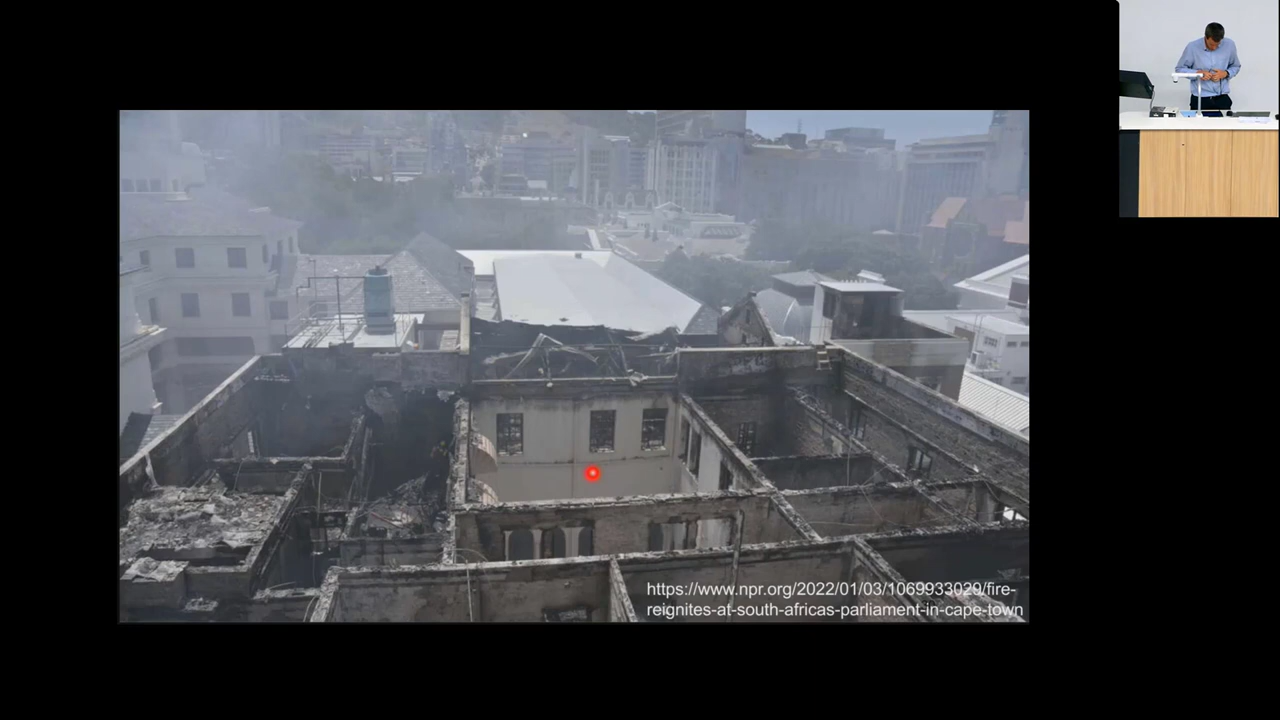 https://www.npr.org/2022/01/03/1069933029/fire-
reignites-at-south-africas-parliament-in-cape-town